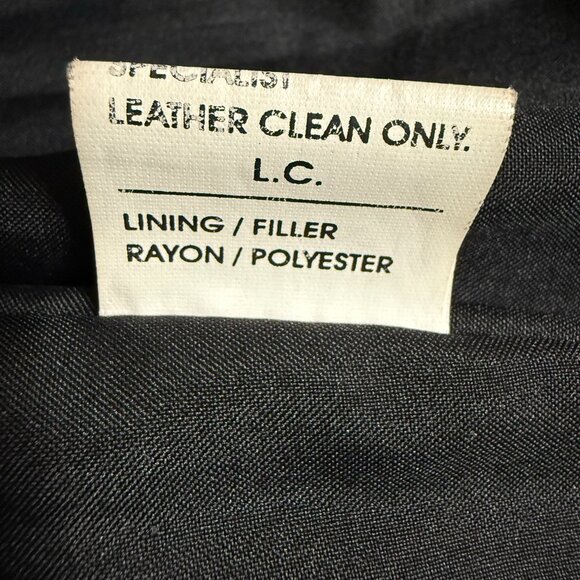 SPECIALIST
LEATHER CLEAN ONLY.
L.C.
LINING / FILLER
RAYON / POLYESTER